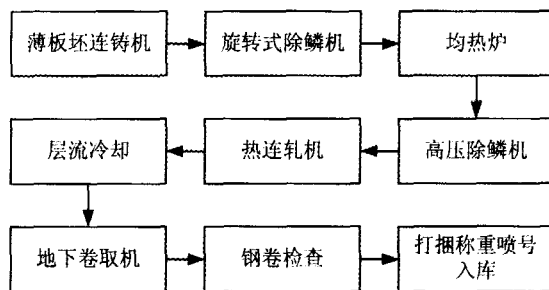 薄板坯连铸机
旋转式除鳞机
均热炉
层流冷却
热连轧机
高压除鳞机
地下卷取机
钢卷检查
打捆称重喷号
入库